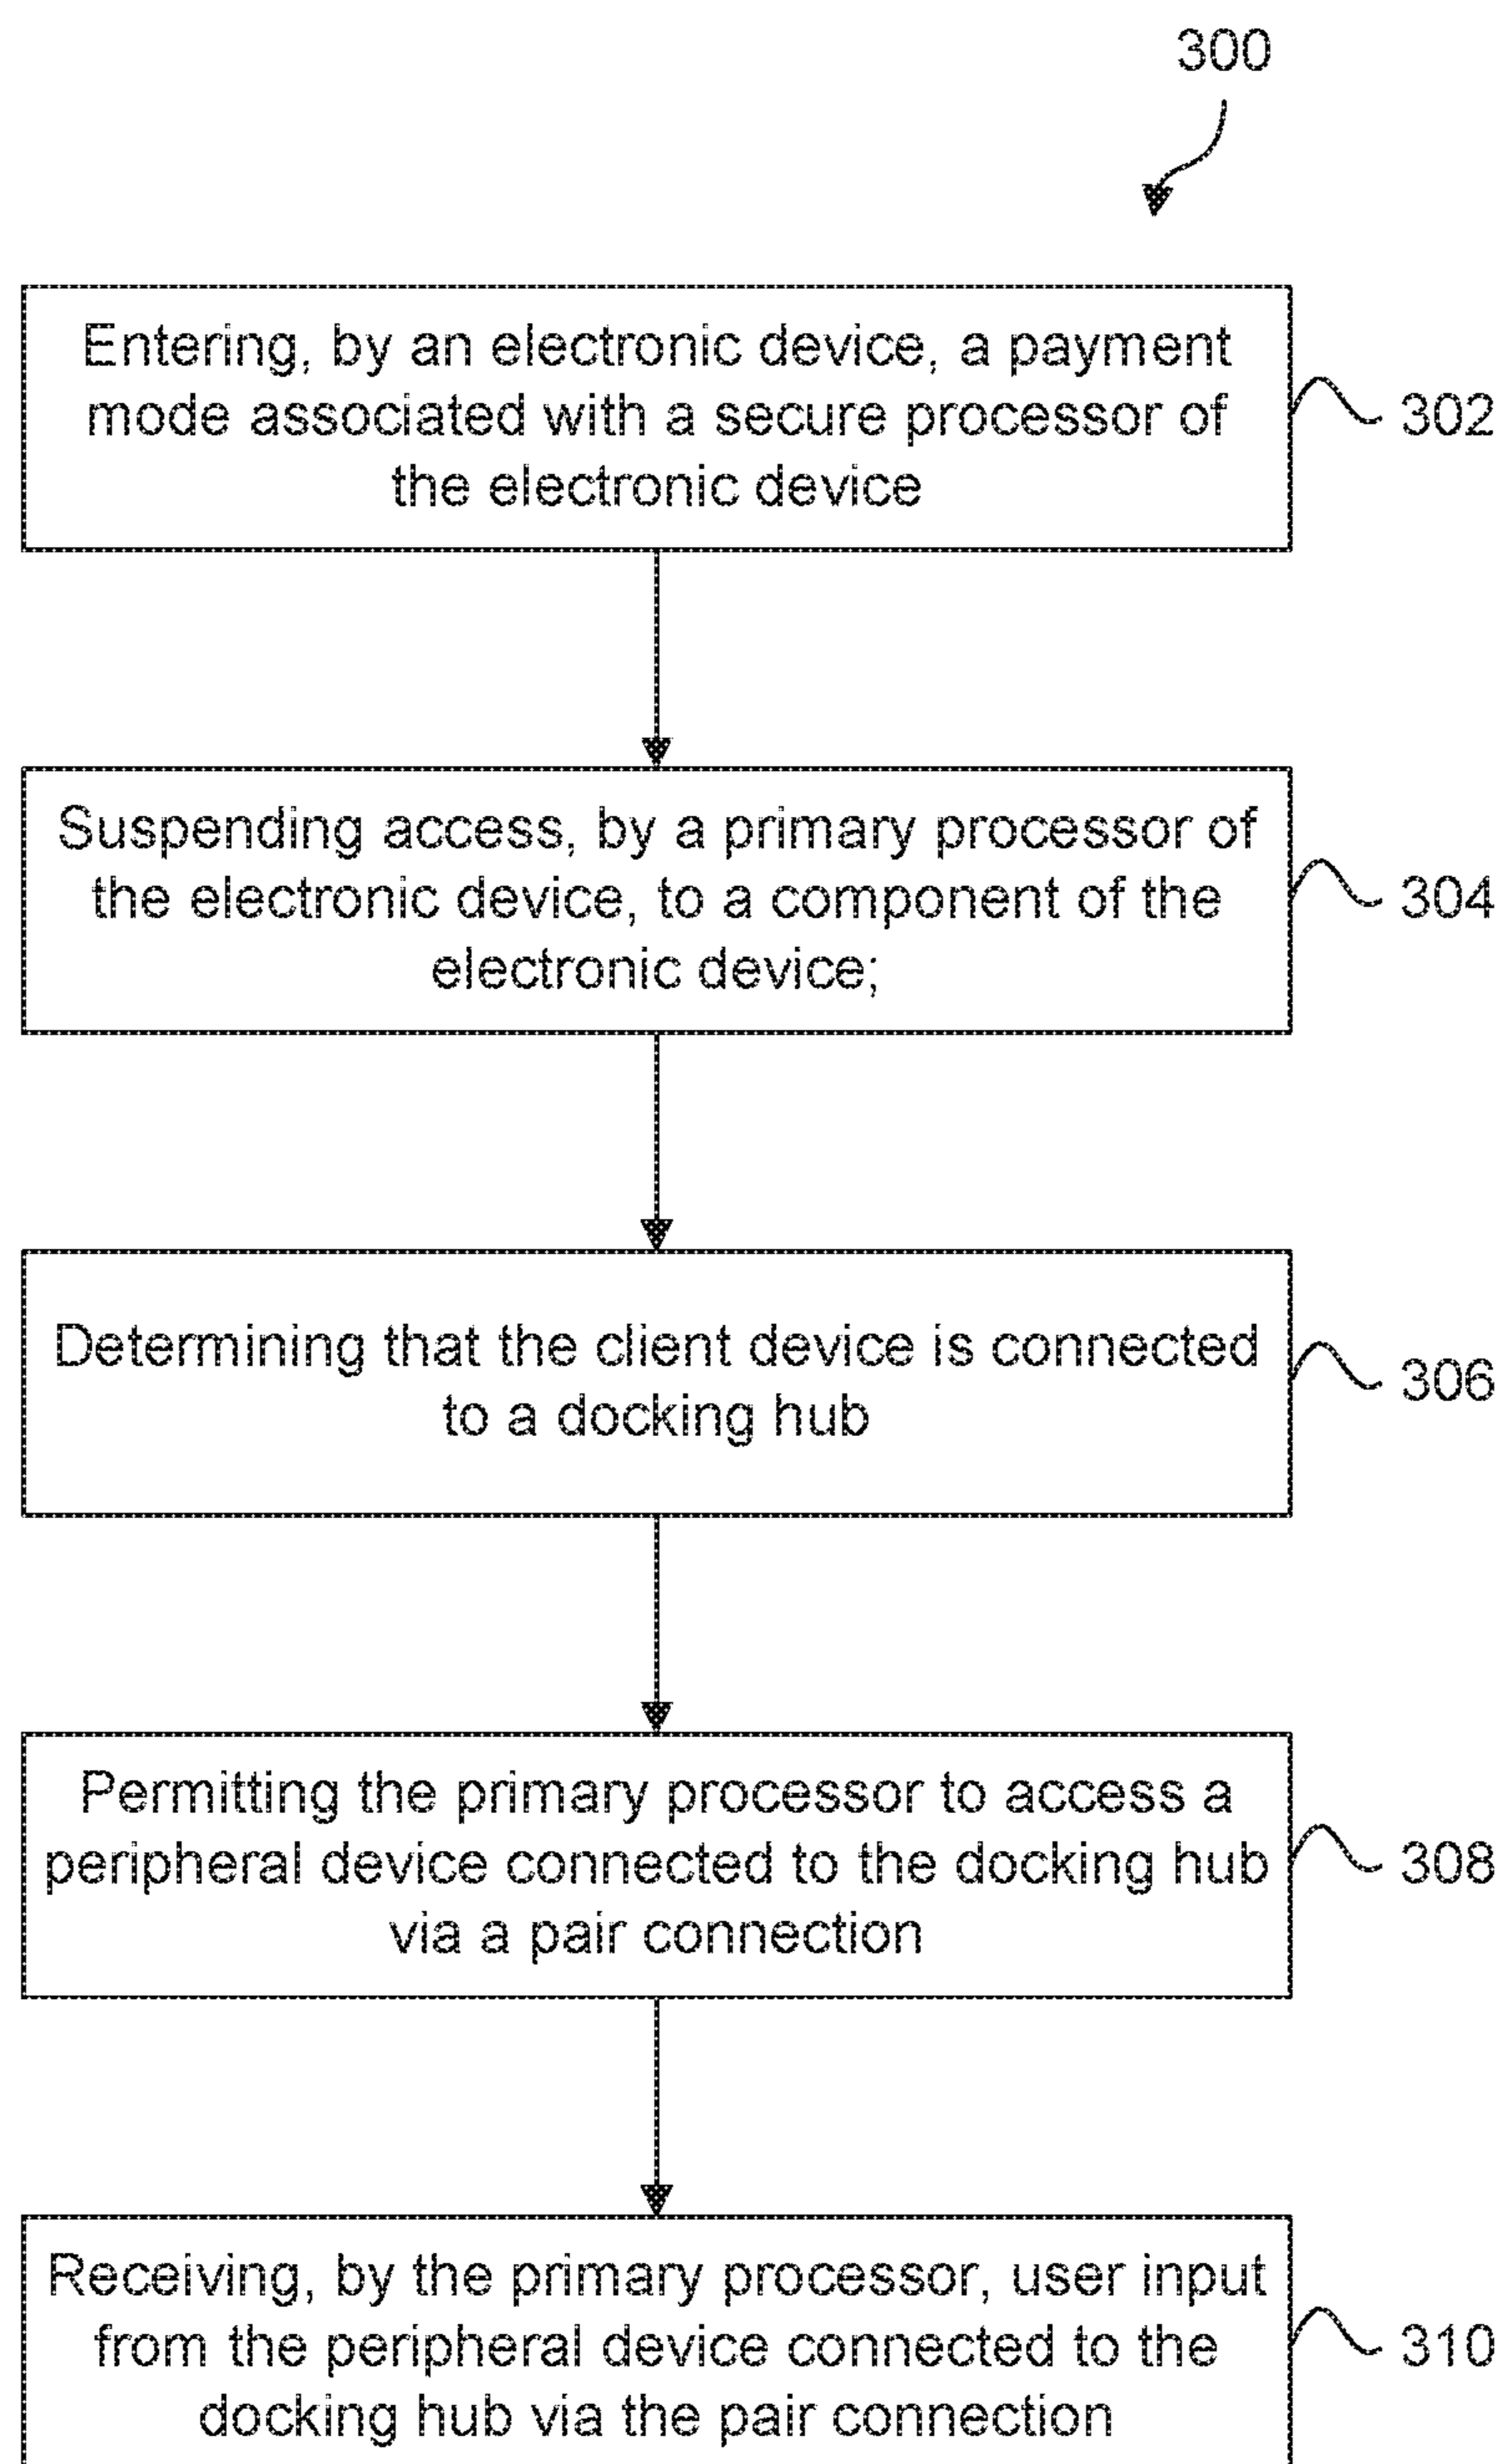 300
Entering, by an electronic device, a payment
mode associated with a secure processor of
the electronic device
302
Suspending access, by a primary processor of
the electronic device, to a component of the
electronic device;
304
Determining that the client device is connected
to a docking hub
306
Permitting the primary processor to access a
peripheral device connected to the docking hub
via a pair connection
308
Receiving, by the primary processor, user input
from the peripheral device connected to the
docking hub via the pair connection
310